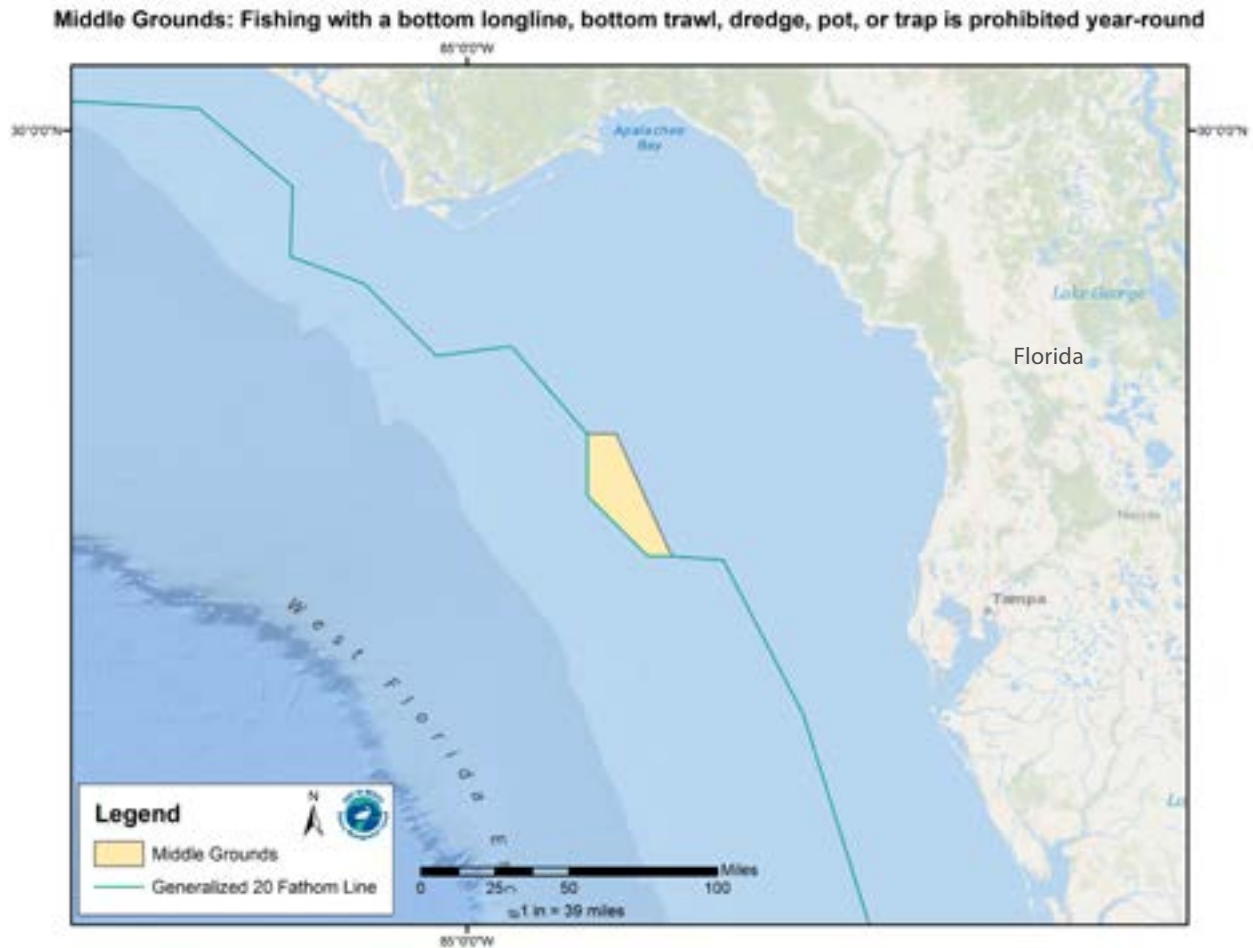 Middle Grounds: Fishing with a bottom longline, bottom trawl, dredge, pot, or trap is prohibited year-round
85°0'0"W
30°0'0"N
30°0'0"N
Apalachee
Bay
Lake George
Florida
Tampa
West Florida
Legend
N
Middle Grounds
Generalized 20 Fathom Line
Miles
0 25 50 100
1 in = 39 miles
85°0'0"W